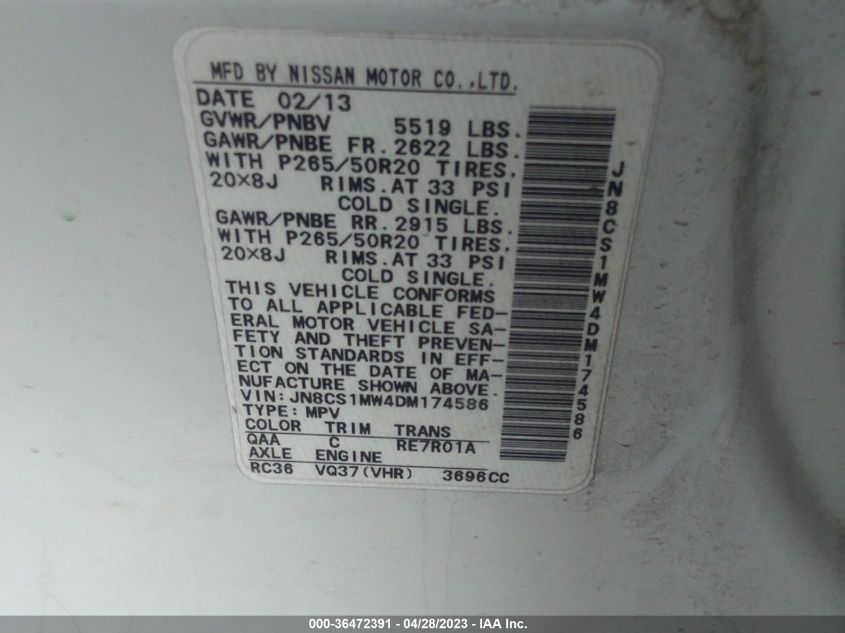 MFD BY NISSAN MOTOR CO.,LTD.
DATE 02/13
GVWR/PNBV 5519 LBS.
GAWR/PNBE FR. 2622 LBS.
WITH P265/50R20 TIRES.
20×8J RIMS.AT 33 PSI
COLD SINGLE.
GAWR/PNBE RR. 2915 LBS.
WITH P265/50R20 TIRES.
20×8J RIMS.AT 33 PSI
COLD SINGLE.
THIS VEHICLE CONFORMS
TO ALL APPLICABLE FED-
ERAL MOTOR VEHICLE SA-
FETY AND THEFT PREVEN-
TION STANDARDS IN EFF-
ECT ON THE DATE OF MA-
NUFACTURE SHOWN ABOVE.
VIN:JN8CS1MW4DM174586
TYPE:MPV
COLOR TRIM TRANS
QAA C RE7R01A
AXLE ENGINE
RC36 VQ37(VHR) 3696CC
JN8CS1MW4DM174586
000-36472391 - 04/28/2023 - IAA Inc.